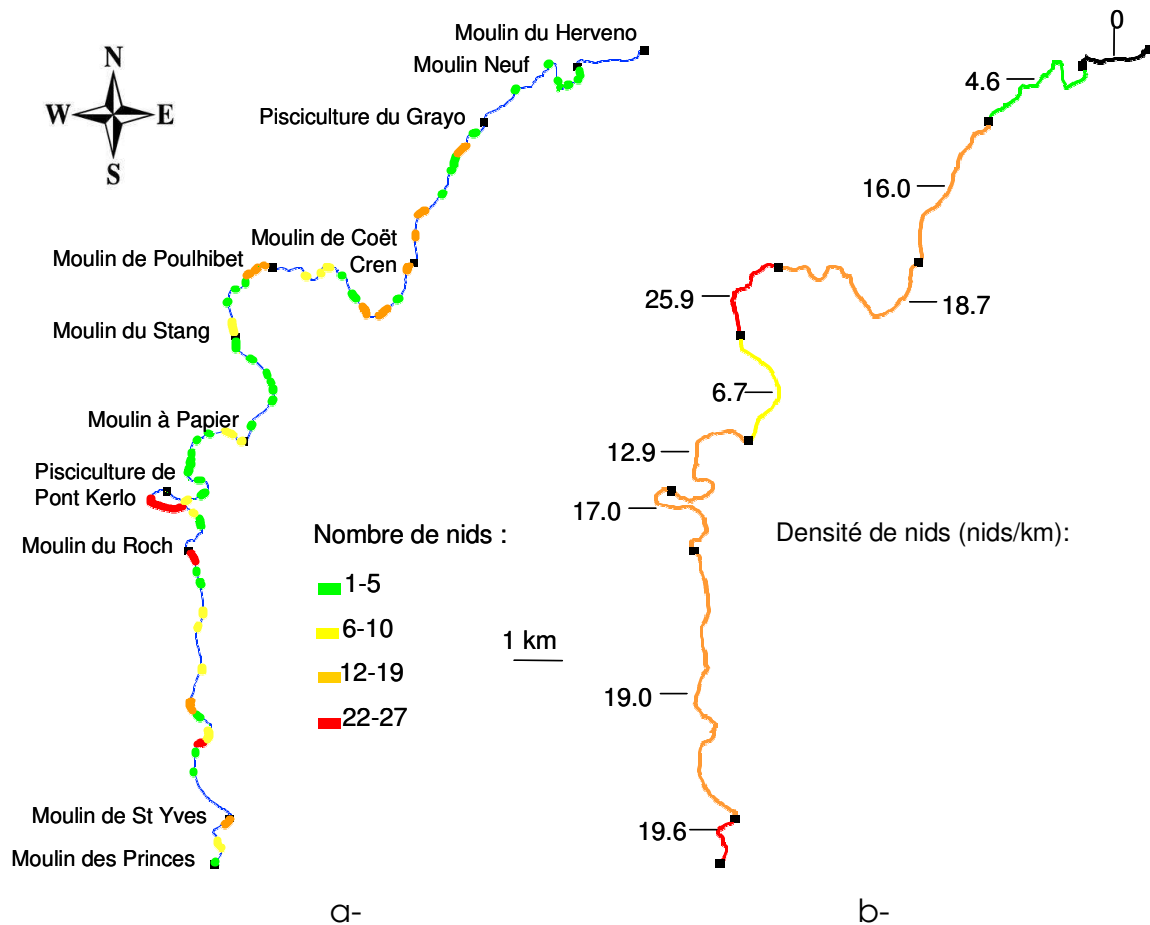 0
Moulin du Herveno
Moulin Neuf
4.6
N
W E
S
Pisciculture du Grayo
16.0
Moulin de Coët
Cren
Moulin de Poulhibet
25.9
18.7
Moulin du Stang
6.7
Moulin à Papier
12.9
Pisciculture de
Pont Kerlo
17.0
Nombre de nids :
Densité de nids (nids/km):
Moulin du Roch
1-5
6-10
1 km
12-19
19.0
22-27
Moulin de St Yves
19.6
Moulin des Princes
a-
b-